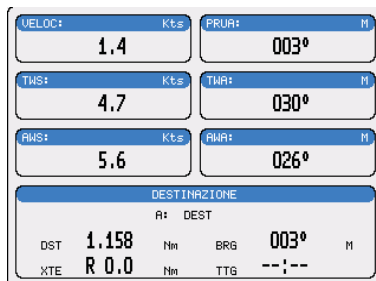 VELOC: Kts PRUA: M
1.4 003°
TWS: Kts TWA: M
4.7 030°
AWS: Kts AWA: M
5.6 026°
DESTINAZIONE
A: DEST
DST 1.158 Nm BRG 003° M
XTE R 0.0 Nm TTG --:--